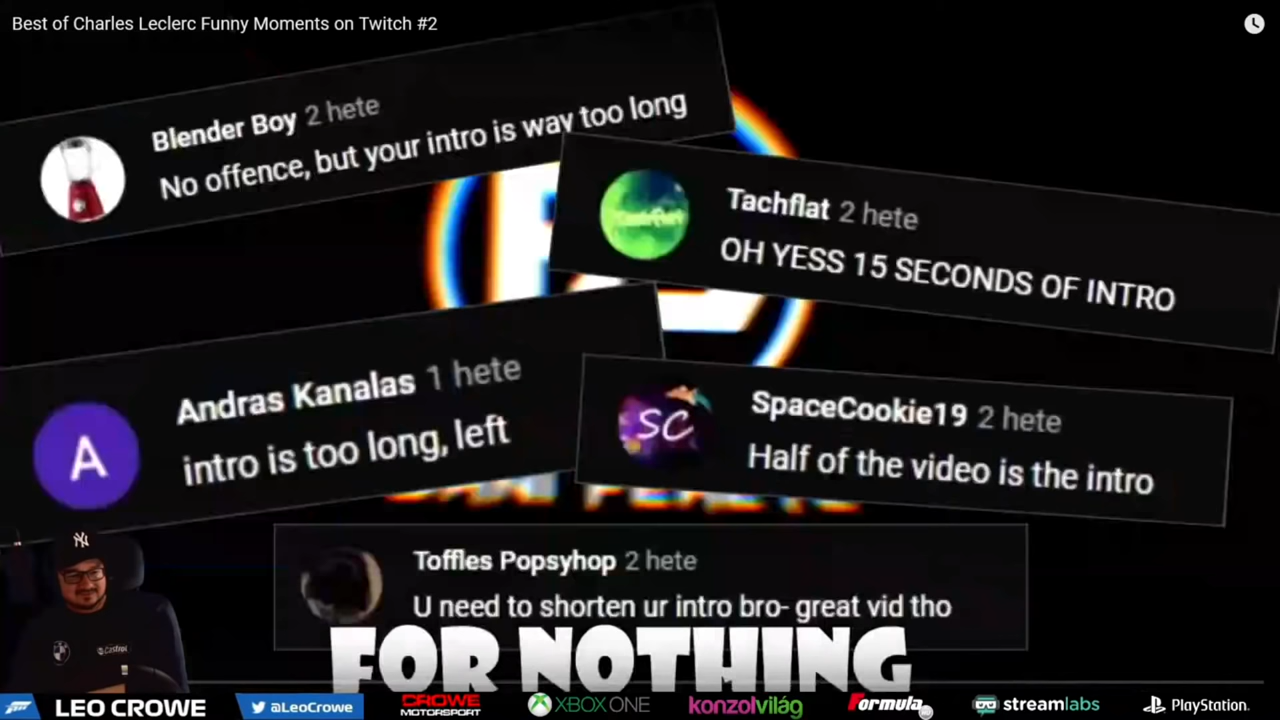 Best of Charles Leclerc Funny Moments on Twitch #2
Blender Boy 2 hete
No offence, but your intro is way too long
Tachflat 2 hete
OH YESS 15 SECONDS OF INTRO
Andras Kanalas 1 hete
A
intro is too long, left
SpaceCookie19 2 hete
SC
Half of the video is the intro
Toffles Popsyhop 2 hete
U need to shorten ur intro bro- great vid tho
FOR NOTHING
NY
Castrol
LEO CROWE
@LeoCrowe
CROWE
MOTORSPORT
XBOX ONE
konzolvilág
Formula
streamlabs
PlayStation.